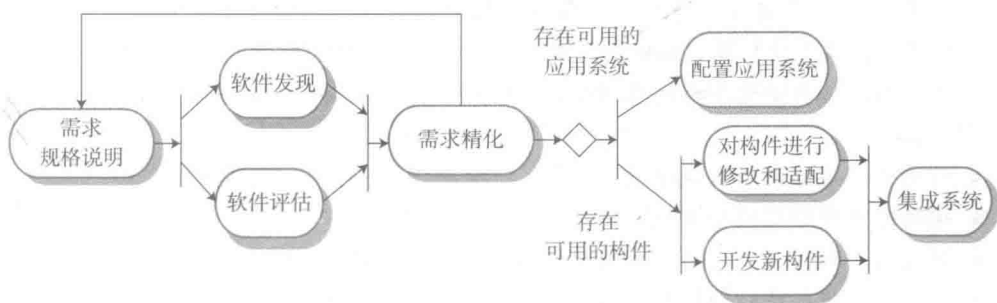 需求
规格说明
软件发现
软件评估
需求精化
存在可用的
应用系统
配置应用系统
对构件进行
修改和适配
存在
可用的构件
开发新构件
集成系统